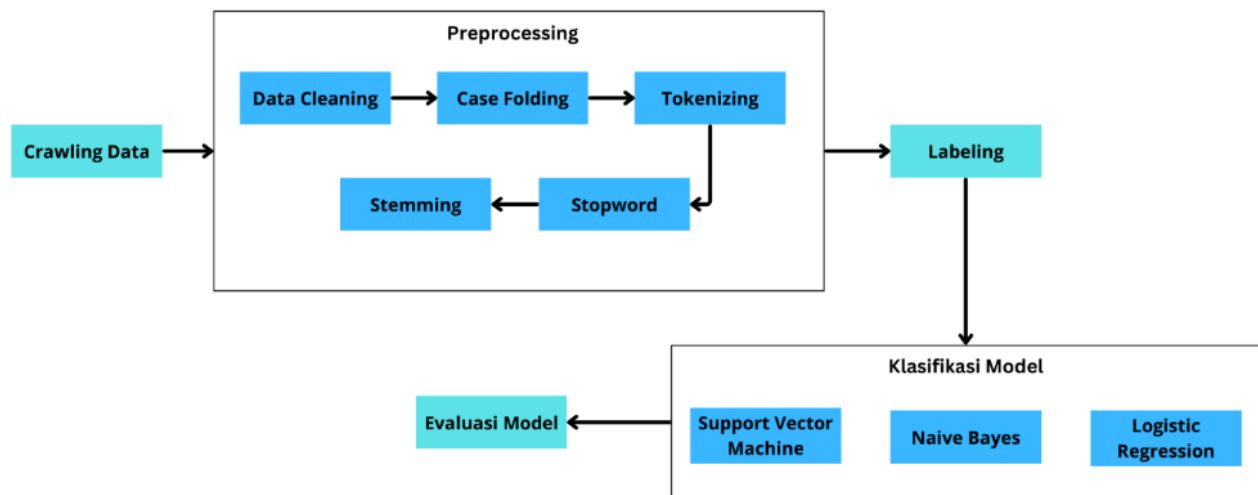 Preprocessing
Data Cleaning
Case Folding
Tokenizing
Crawling Data
Labeling
Stemming
Stopword
Klasifikasi Model
Evaluasi Model
Support Vector
Machine
Naive Bayes
Logistic
Regression